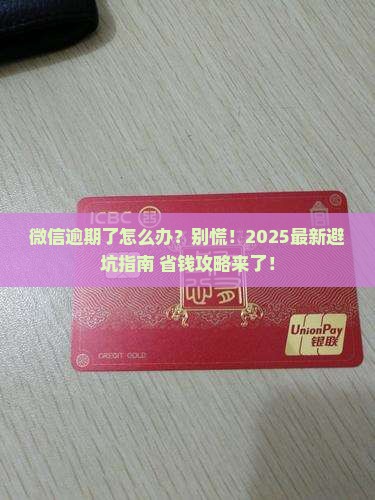 ICBC
微信逾期了怎么办？别慌！2025最新避
坑指南 省钱攻略来了！
UnionPay
银联
CREDIT GOLD